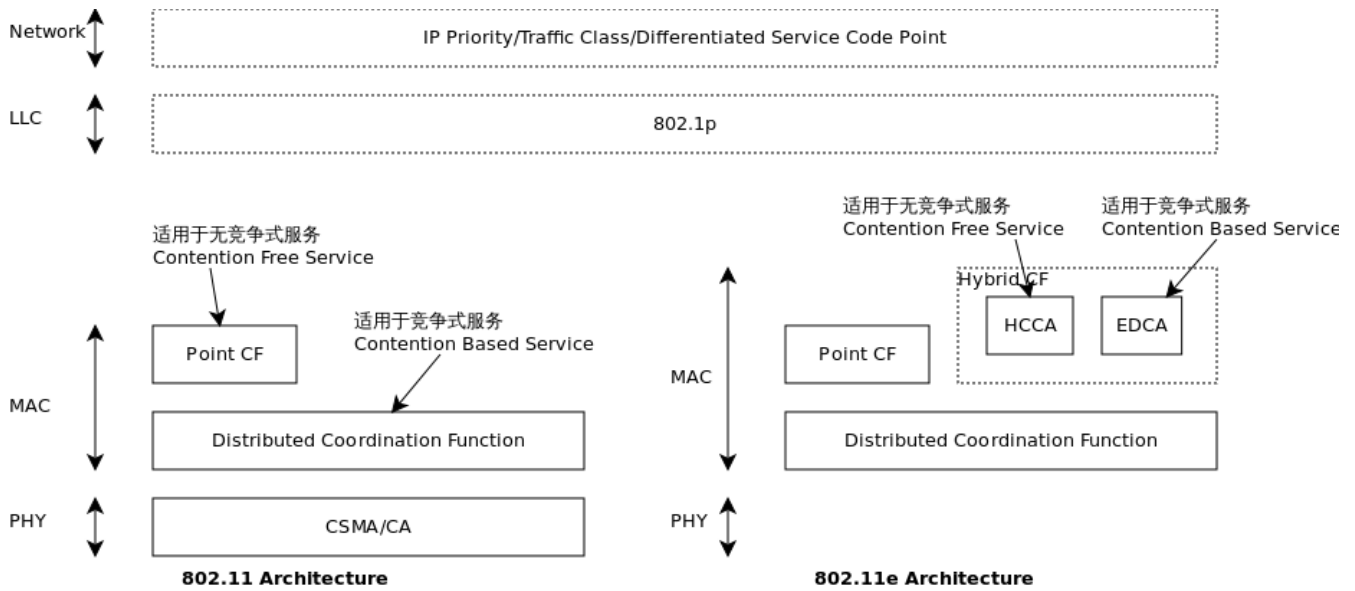 Network
IP Priority/Traffic Class/Differentiated Service Code Point
LLC
802.1p
适用于无竞争式服务
Contention Free Service
适用于竞争式服务
Contention Based Service
Point CF
MAC
Distributed Coordination Function
PHY
CSMA/CA
802.11 Architecture
适用于无竞争式服务
Contention Free Service
适用于竞争式服务
Contention Based Service
Hybrid CF
HCCA
EDCA
Point CF
MAC
Distributed Coordination Function
PHY
802.11e Architecture